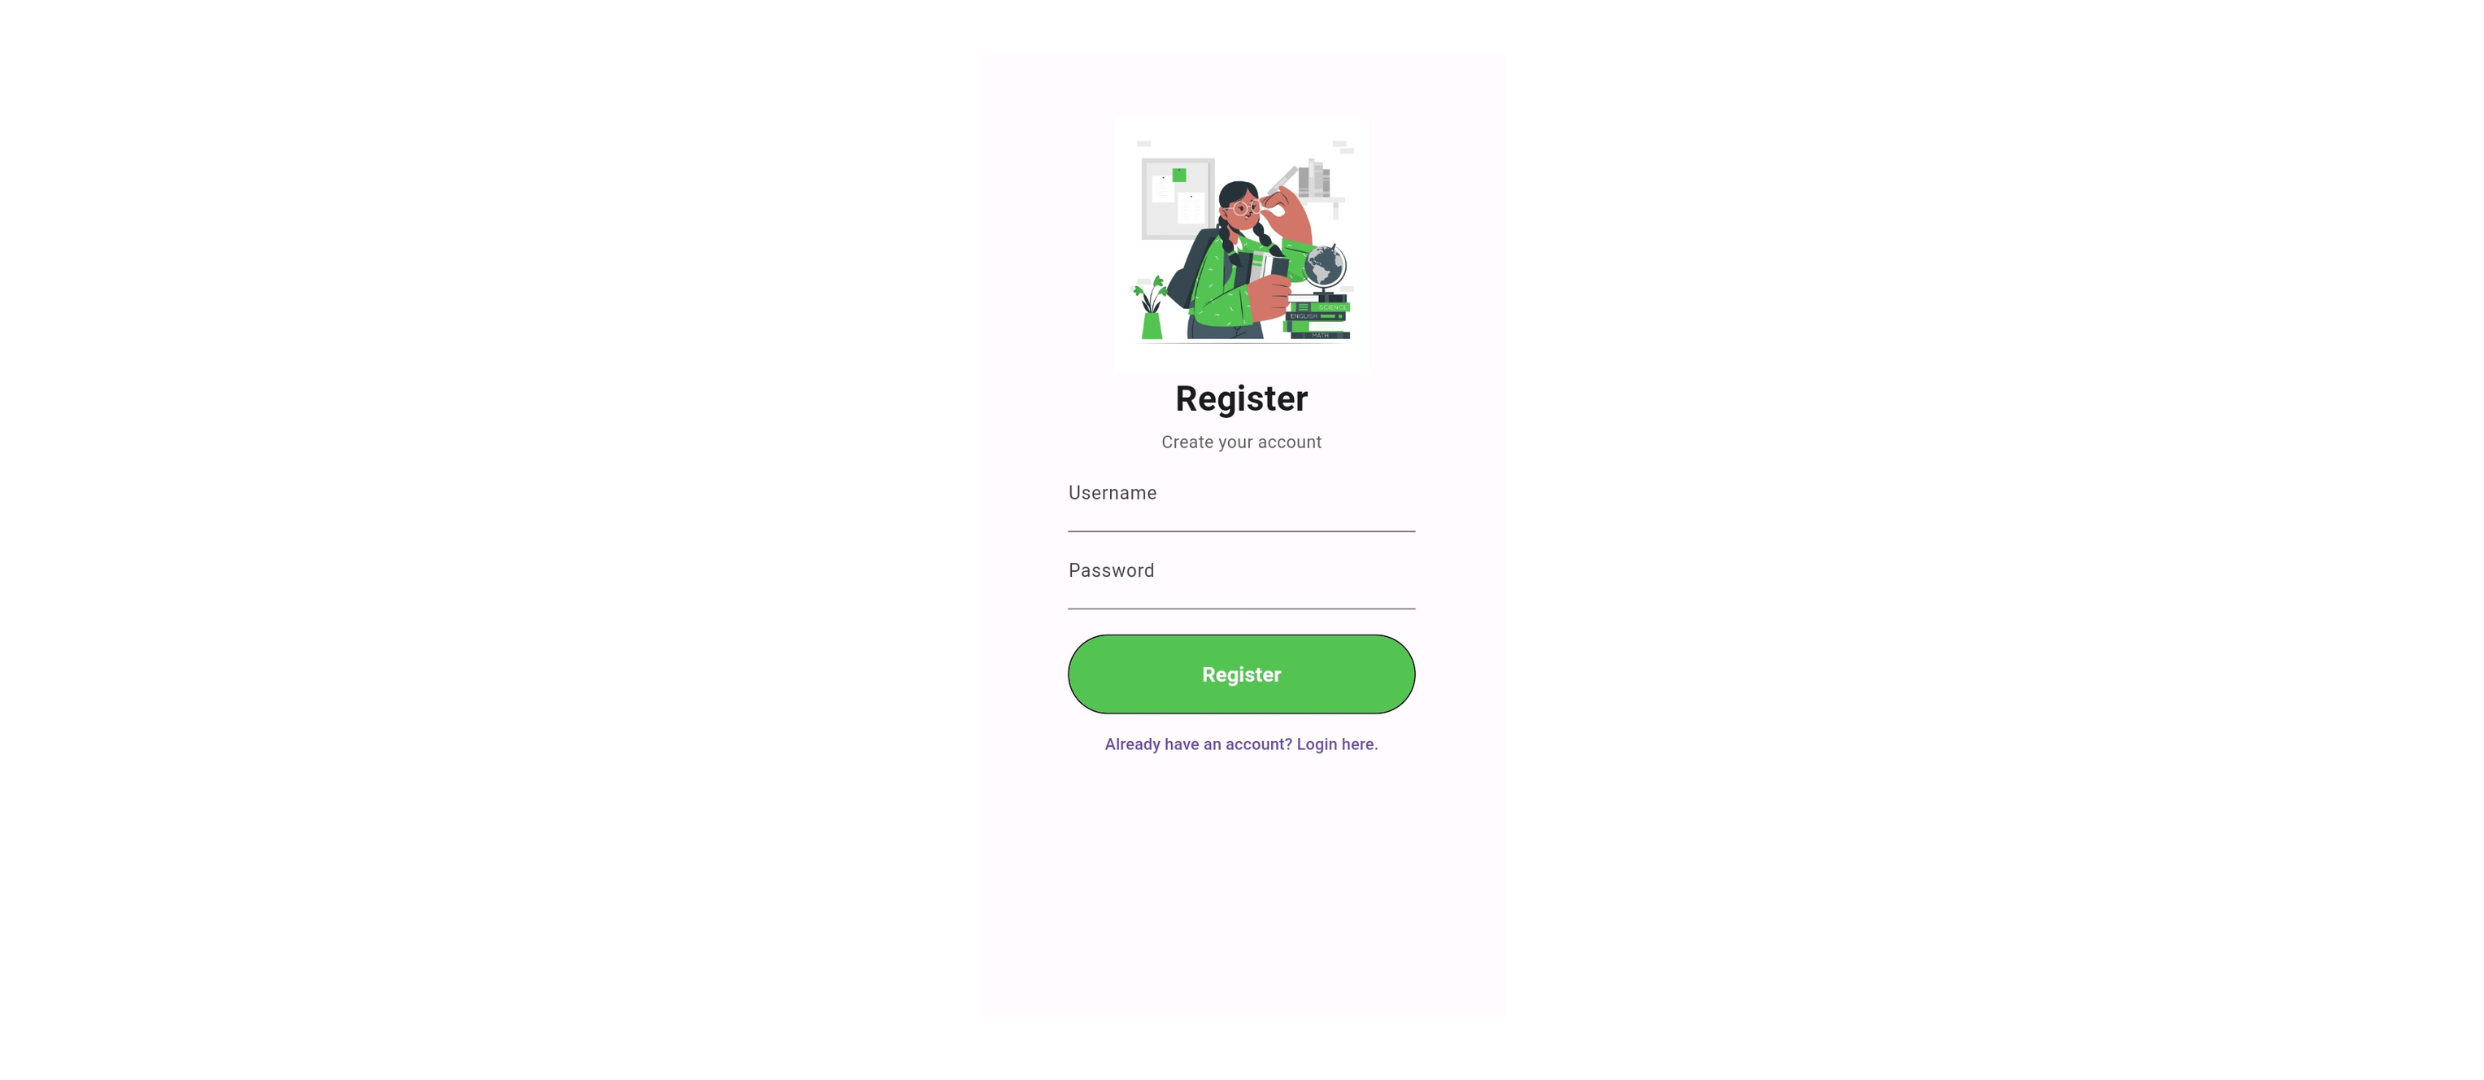 SCIENCE
ENGLISH
MATH
Register
Create your account
Username
Password
Register
Already have an account? Login here.